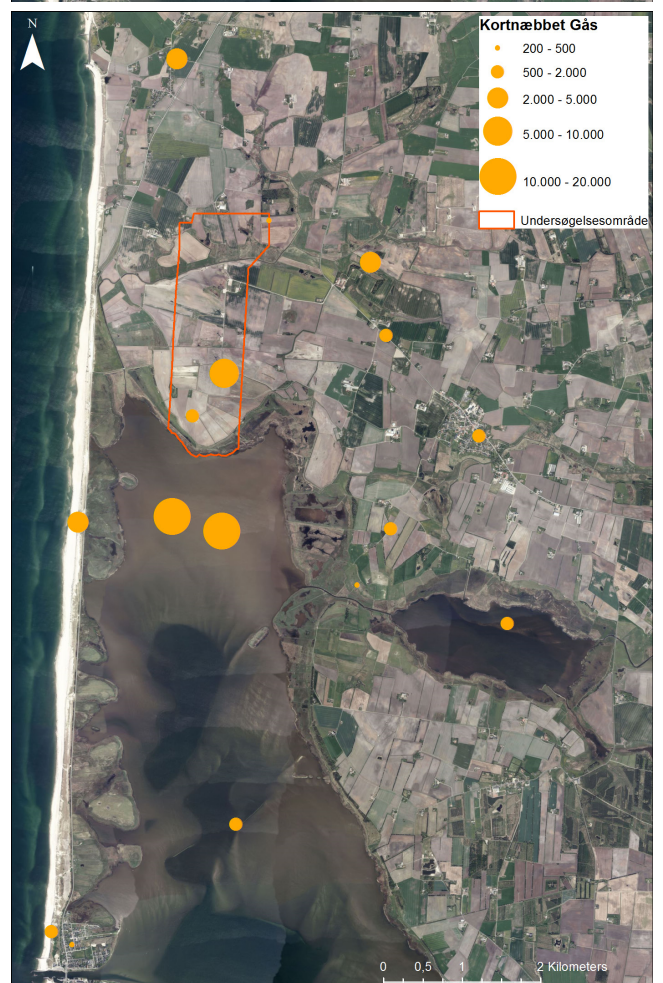 N
Kortnæbbet Gås
200 - 500
500 - 2.000
2.000 - 5.000
5.000 - 10.000
10.000 - 20.000
Undersøgelsesområde
0 0,5 1 2 Kilometers